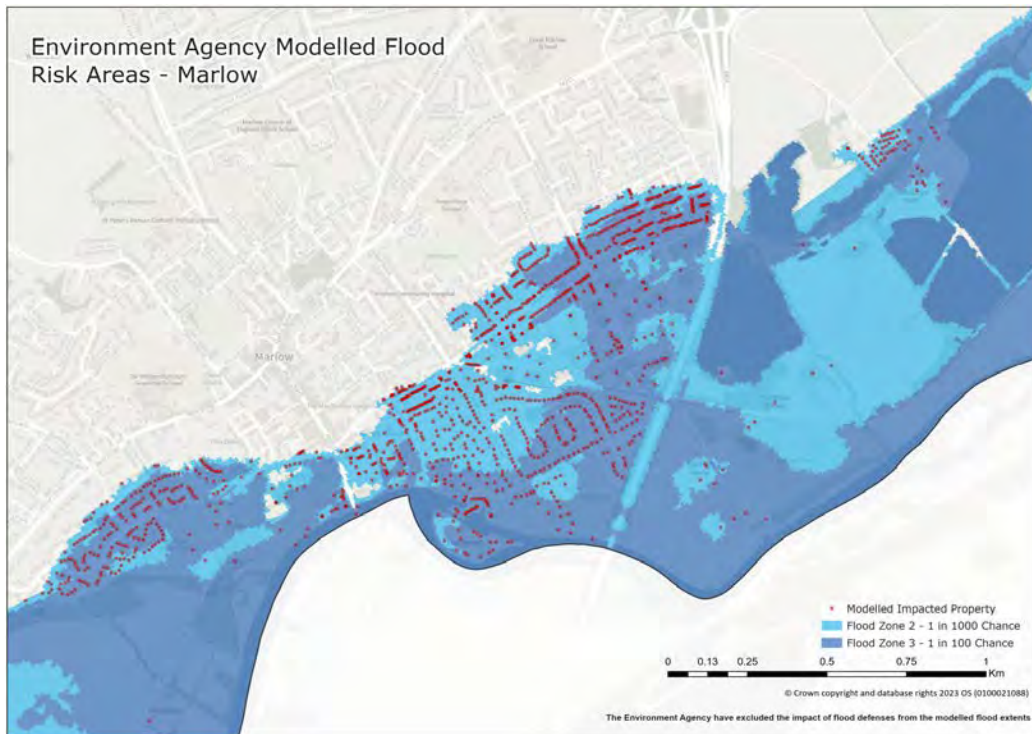 Environment Agency Modelled Flood
Risk Areas - Marlow
Marlow
Modelled Impacted Property
Flood Zone 2 - 1 in 1000 Chance
Flood Zone 3 - 1 in 100 Chance
0 0.13 0.25 0.5 0.75 1
Km
© Crown copyright and database rights 2023 OS (0100021088)
The Environment Agency have excluded the impact of flood defenses from the modelled flood extents